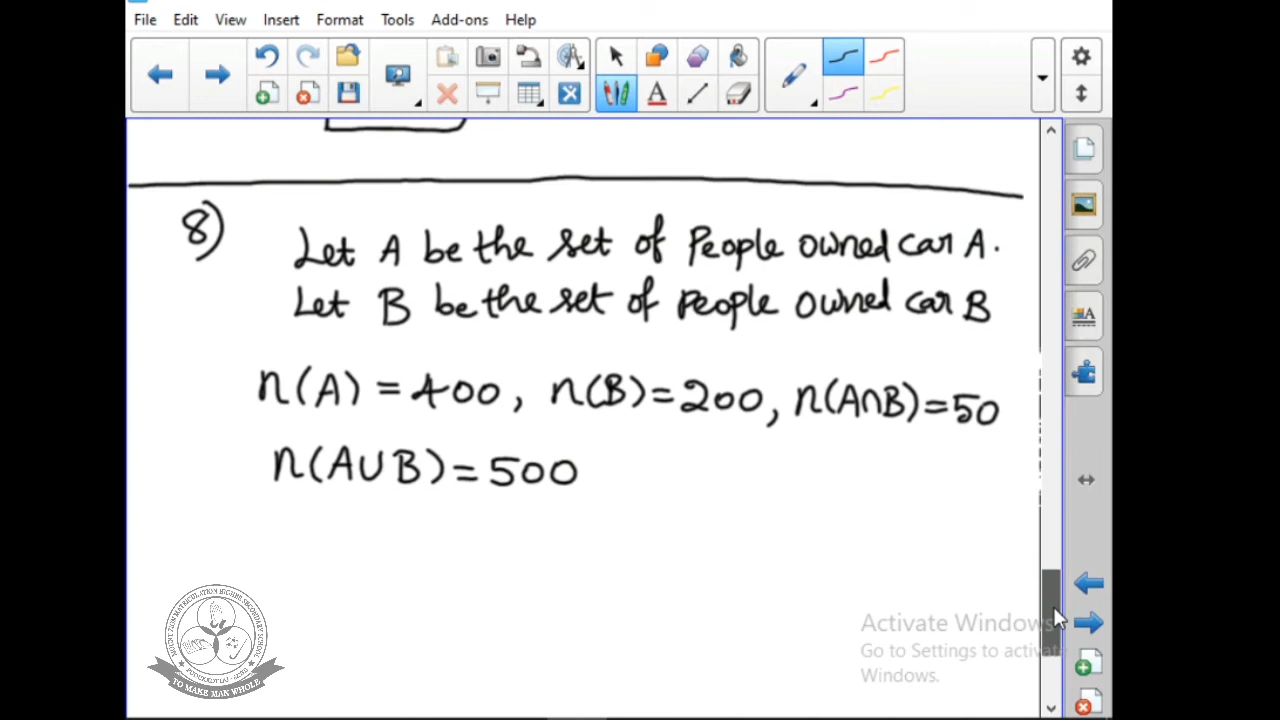 File Edit View Insert Format Tools Add-ons Help
8)
Let A be the set of People owned car A.
Let B be the set of People owned car B
n(A) = 400, n(B) = 200, n(A∩B) = 50
n(A∪B) = 500
Activate Windows
Go to Settings to activate
Windows.
TO MAKE MAN WHOLE